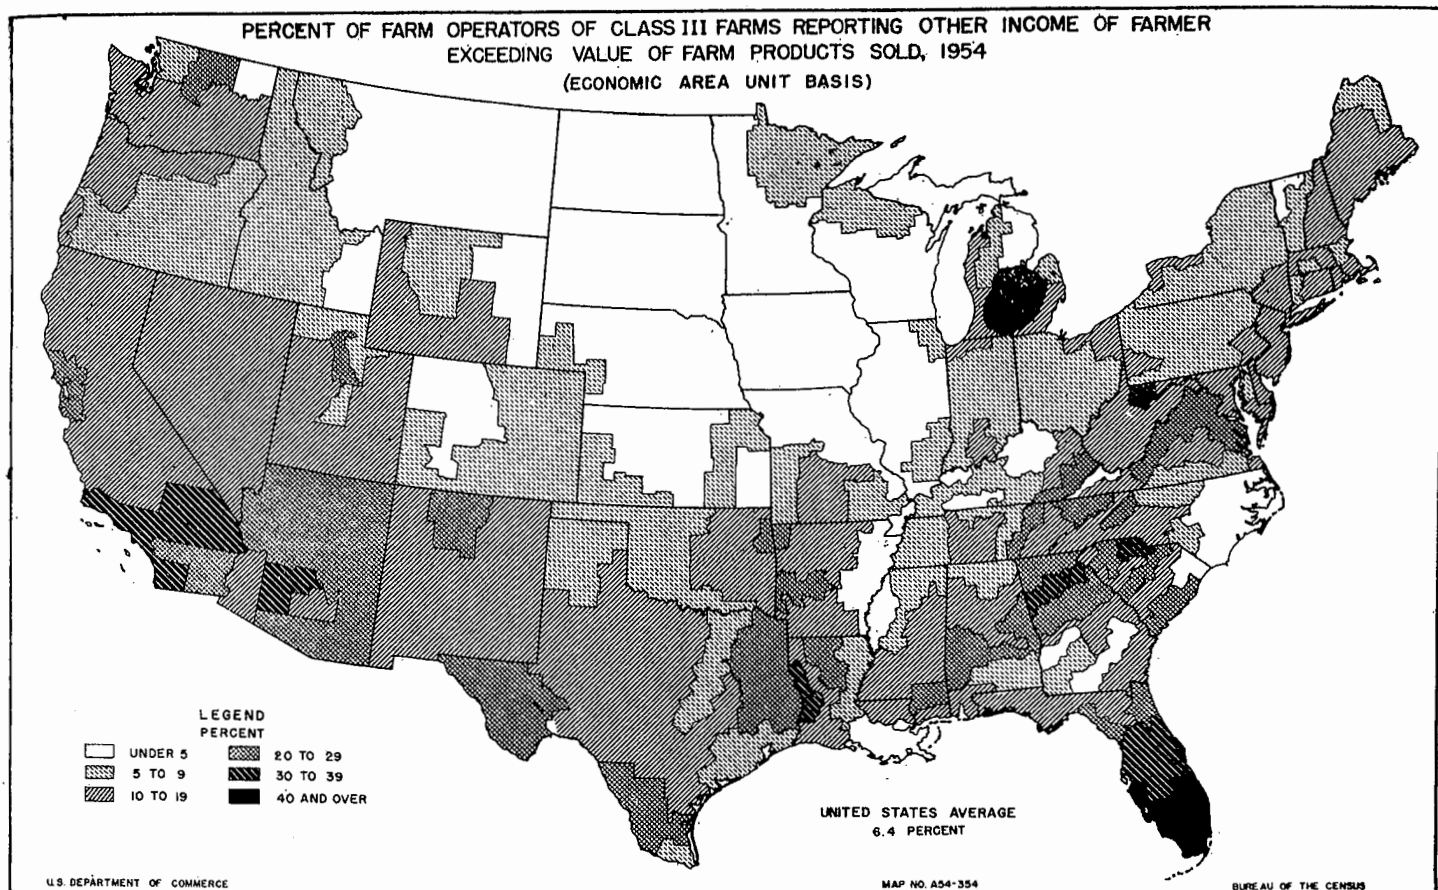 PERCENT OF FARM OPERATORS OF CLASS III FARMS REPORTING OTHER INCOME OF FARMER
EXCEEDING VALUE OF FARM PRODUCTS SOLD, 1954
(ECONOMIC AREA UNIT BASIS)
LEGEND
PERCENT
UNDER 5
20 TO 29
5 TO 9
30 TO 39
10 TO 19
40 AND OVER
UNITED STATES AVERAGE
6.4 PERCENT
U.S. DEPARTMENT OF COMMERCE
MAP NO. A54-354
BUREAU OF THE CENSUS